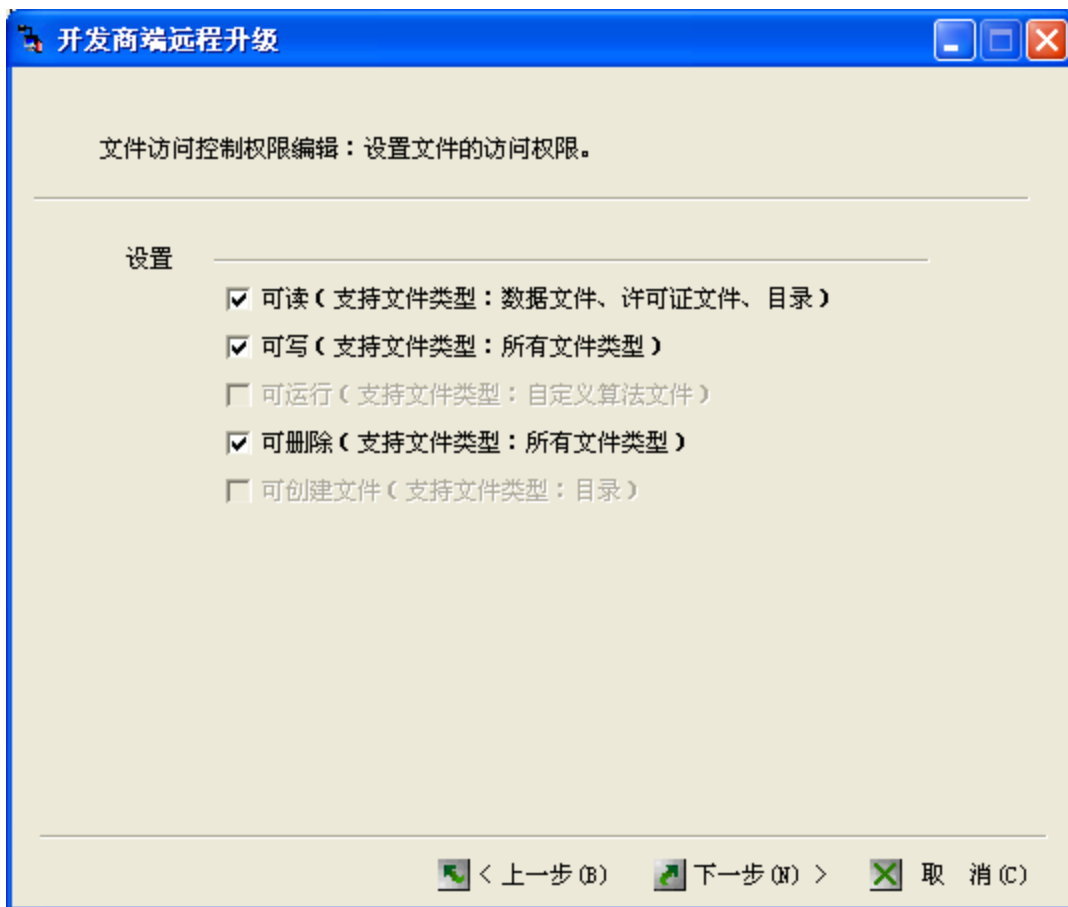 开发商端远程升级
文件访问控制权限编辑：设置文件的访问权限。
设置
可读（支持文件类型：数据文件、许可证文件、目录）
可写（支持文件类型：所有文件类型）
可运行（支持文件类型：自定义算法文件）
可删除（支持文件类型：所有文件类型）
可创建文件（支持文件类型：目录）
< 上一步(B) 下一步(N) > 取 消(C)